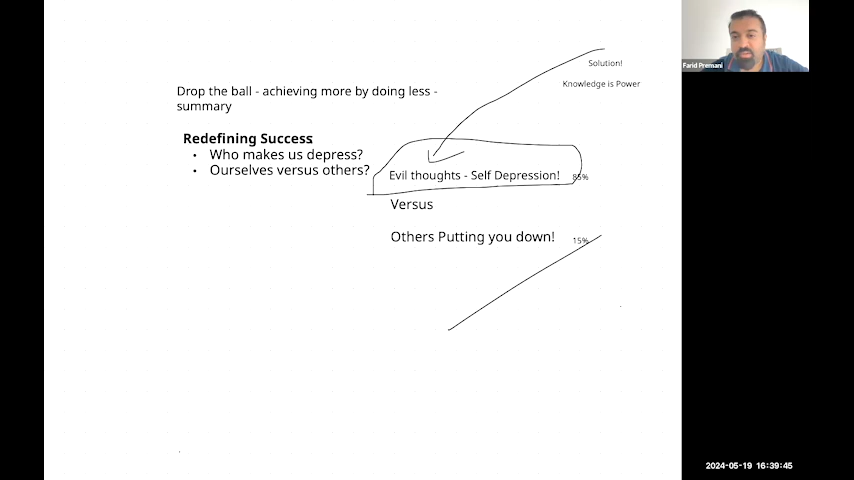 Solution!
Knowledge is Power
Drop the ball - achieving more by doing less -
summary
Redefining Success
• Who makes us depress?
• Ourselves versus others?
Evil thoughts - Self Depression! 85%
Versus
Others Putting you down! 15%
Farid Premani
2024-05-19 16:39:45